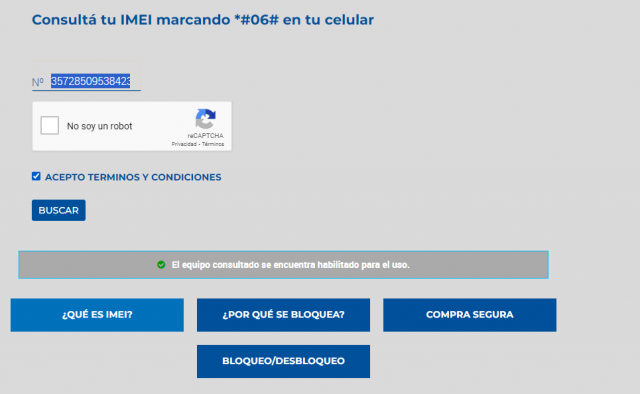 Consultá tu IMEI marcando *#06# en tu celular
Nº 35728509538423
No soy un robot
reCAPTCHA
Privacidad - Términos
ACEPTO TERMINOS Y CONDICIONES
BUSCAR
El equipo consultado se encuentra habilitado para el uso.
¿QUÉ ES IMEI?
¿POR QUÉ SE BLOQUEA?
COMPRA SEGURA
BLOQUEO/DESBLOQUEO